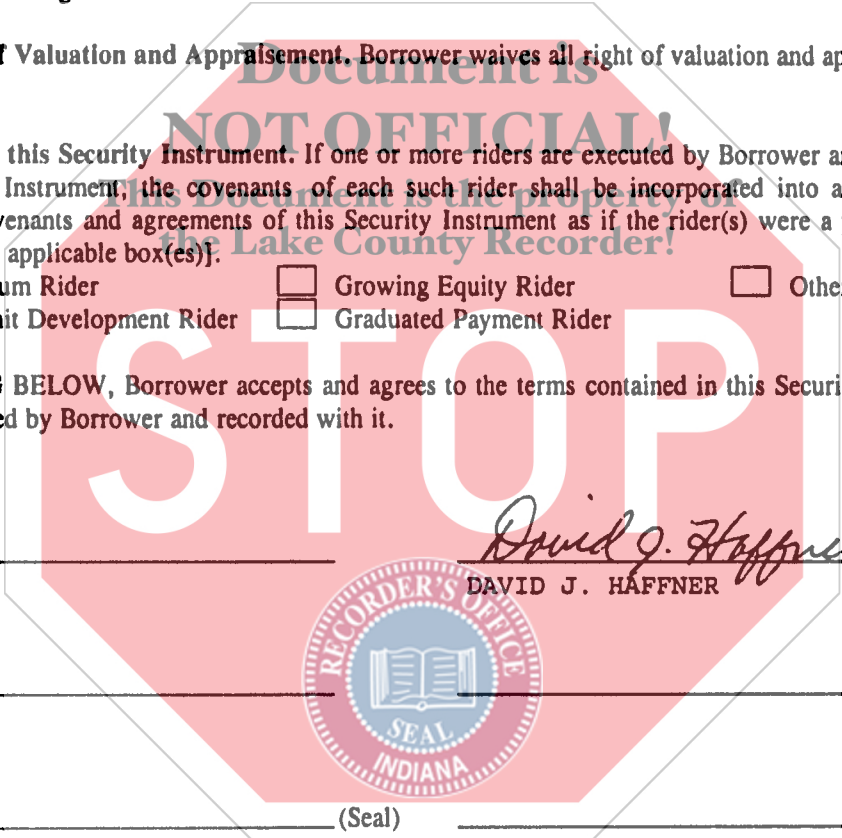 f Valuation and Appraisement. Borrower waives all right of valuation and ap
Document is
NOT OFFICIAL!
this Security Instrument. If one or more riders are executed by Borrower a
Instrument, the covenants of each such rider shall be incorporated into a
This Document is the property of
venants and agreements of this Security Instrument as if the rider(s) were a
the Lake County Recorder!
applicable box(es)].
um Rider Growing Equity Rider Othe
it Development Rider Graduated Payment Rider
STOP
G BELOW, Borrower accepts and agrees to the terms contained in this Securi
ed by Borrower and recorded with it.
David J. Haffne
DAVID J. HAFFNER
RECORDER'S OFFICE
SEAL
INDIANA
(Seal)